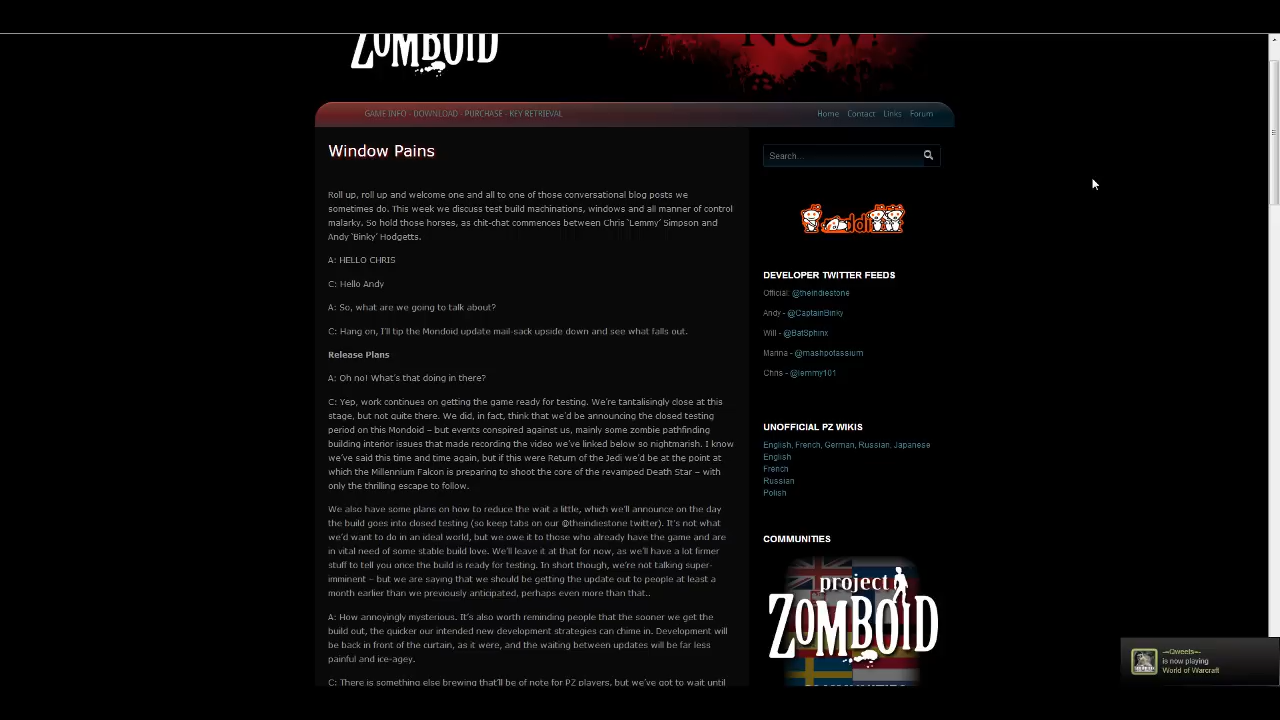 ZOMBOID
NOW!
GAME INFO - DOWNLOAD - PURCHASE - KEY RETRIEVAL
Home Contact Links Forum
Window Pains
Search...
Roll up, roll up and welcome one and all to one of those conversational blog posts we
sometimes do. This week we discuss test build machinations, windows and all manner of control
malarky. So hold those horses, as chit-chat commences between Chris ‘Lemmy’ Simpson and
Andy ‘Binky’ Hodgetts.
A: HELLO CHRIS
C: Hello Andy
A: So, what are we going to talk about?
C: Hang on, I’ll tip the Mondoid update mail-sack upside down and see what falls out.
Release Plans
A: Oh no! What’s that doing in there?
C: Yep, work continues on getting the game ready for testing. We’re tantalisingly close at this
stage, but not quite there. We did, in fact, think that we’d be announcing the closed testing
period on this Mondoid – but events conspired against us, mainly some zombie pathfinding
building interior issues that made recording the video we’ve linked below so nightmarish. I know
we’ve said this time and time again, but if this were Return of the Jedi we’d be at the point at
which the Millennium Falcon is preparing to shoot the core of the revamped Death Star – with
only the thrilling escape to follow.
We also have some plans on how to reduce the wait a little, which we’ll announce on the day
the build goes into closed testing (so keep tabs on our @theindiestone twitter). It’s not what
we’d want to do in an ideal world, but we owe it to those who already have the game and are
in vital need of some stable build love. We’ll leave it at that for now, as we’ll have a lot firmer
stuff to tell you once the build is ready for testing. In short though, we’re not talking super-
imminent – but we are saying that we should be getting the update out to people at least a
month earlier than we previously anticipated, perhaps even more than that..
A: How annoyingly mysterious. It’s also worth reminding people that the sooner we get the
build out, the quicker our intended new development strategies can chime in. Development will
be back in front of the curtain, as it were, and the waiting between updates will be far less
painful and ice-agey.
C: There is something else brewing that’ll be of note for PZ players, but we’ve got to wait until
reddit
DEVELOPER TWITTER FEEDS
Official: @theindiestone
Andy - @CaptainBinky
Will - @BatSphinx
Marina - @mashpotassium
Chris - @lemmy101
UNOFFICIAL PZ WIKIS
English, French, German, Russian, Japanese
English
French
Russian
Polish
COMMUNITIES
project
ZOMBOID
COMMUNITIES
-=Qweets=-
is now playing
World of Warcraft